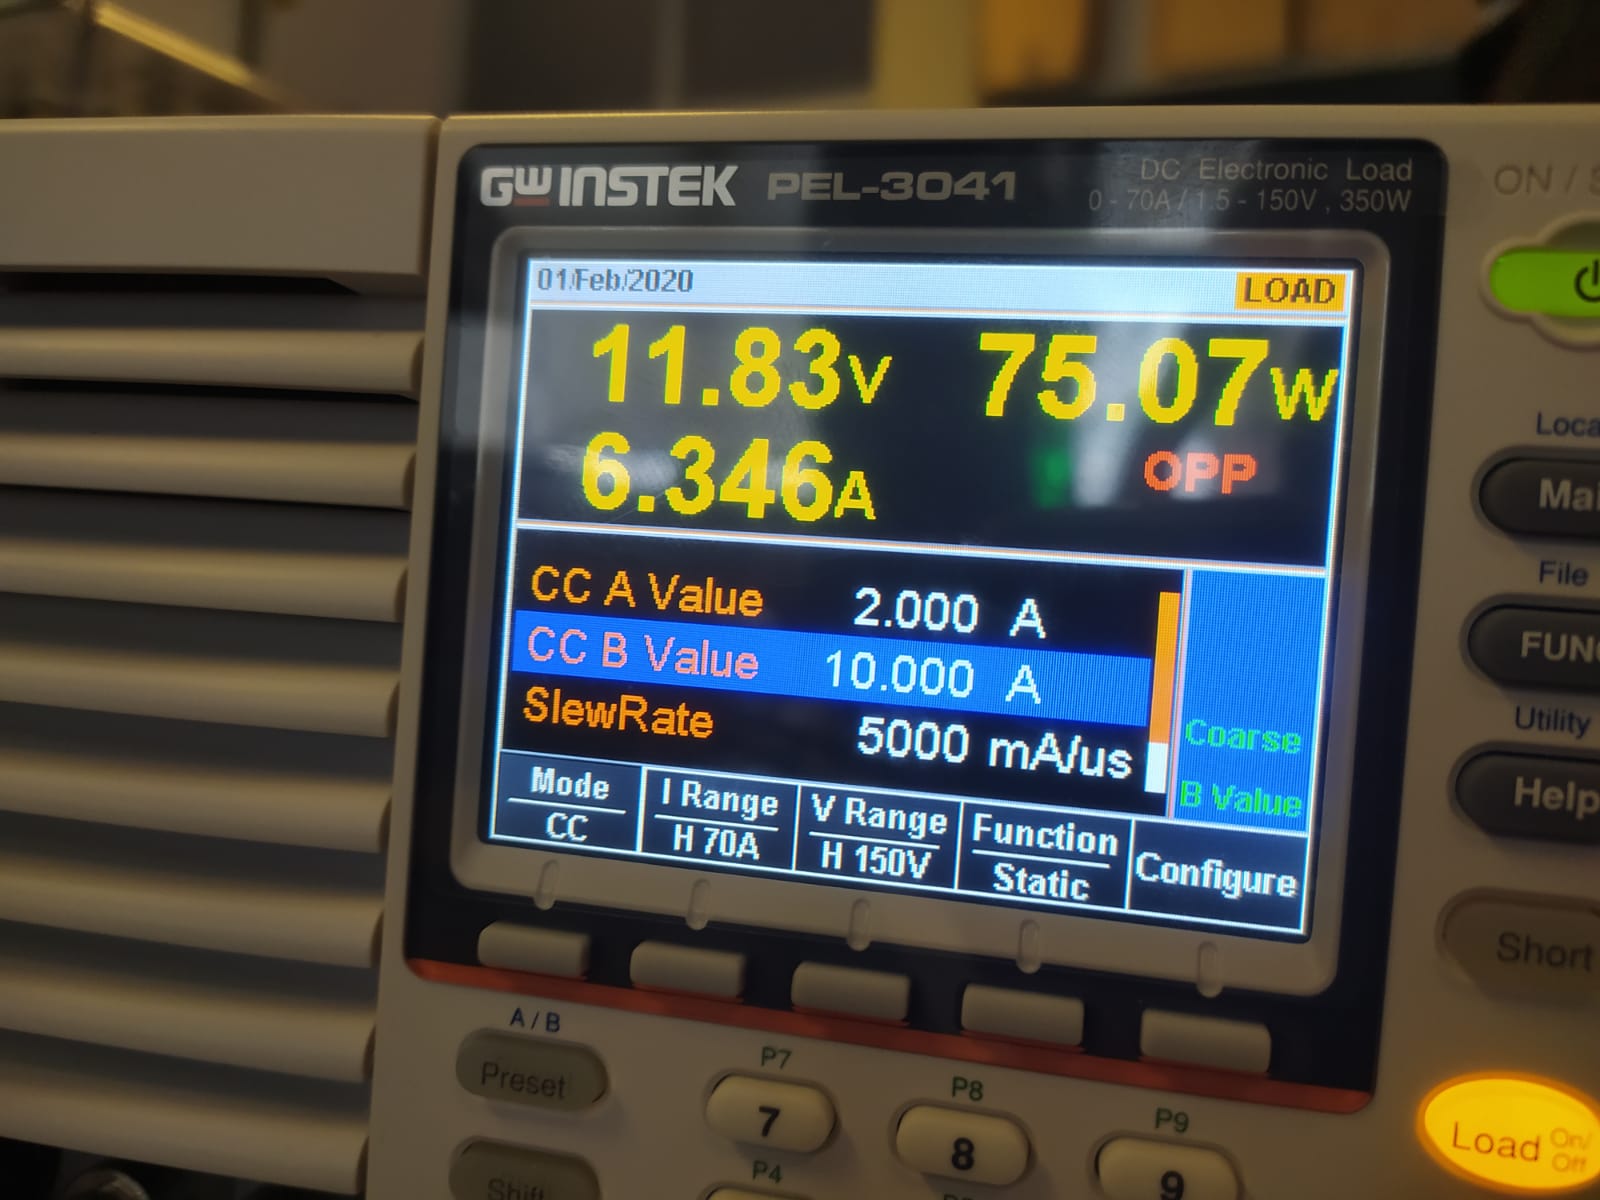 GW INSTEK PEL-3041
DC Electronic Load
0 - 70A / 1.5 - 150V , 350W
ON /
01/Feb/2020 LOAD
11.83V 75.07W
6.346A OPP
CC A Value 2.000 A
CC B Value 10.000 A
SlewRate 5000 mA/us
Coarse
B Value
Mode
CC
I Range
H 70A
V Range
H 150V
Function
Static
Configure
File
Utility
Help
Short
A / B
Preset
P7
7
P8
8
P9
9
P4
Load On/
Off